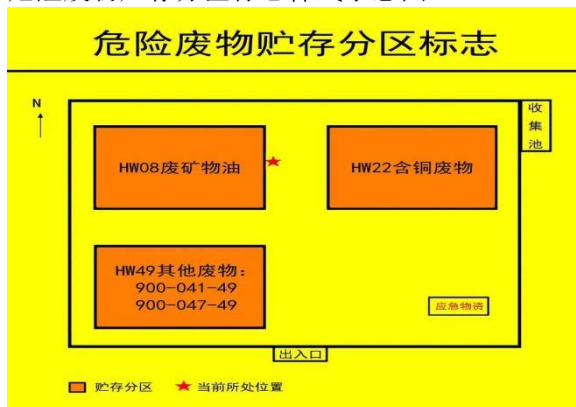 危险废物贮存分区标志
N
收
集
池
HW08废矿物油
HW22含铜废物
HW49其他废物：
900-041-49
900-047-49
应急物资
出入口
贮存分区
当前所处位置